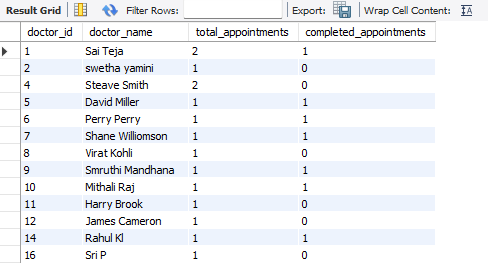 Result Grid Filter Rows: Export: Wrap Cell Content:
doctor_id doctor_name total_appointments completed_appointments
1 Sai Teja 2 1
2 swetha yamini 1 0
4 Steave Smith 2 0
5 David Miller 1 1
6 Perry Perry 1 1
7 Shane Williomson 1 1
8 Virat Kohli 1 0
9 Smruthi Mandhana 1 1
10 Mithali Raj 1 1
11 Harry Brook 1 0
12 James Cameron 1 0
14 Rahul Kl 1 1
16 Sri P 1 0